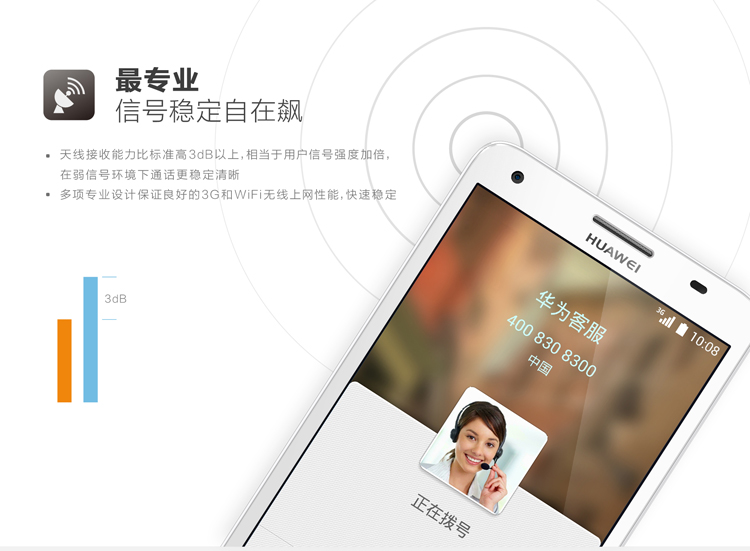 最专业
信号稳定自在飙
天线接收能力比标准高3dB以上,相当于用户信号强度加倍,
在弱信号环境下通话更稳定清晰
多项专业设计保证良好的3G和WiFi无线上网性能,快速稳定
3dB
HUAWEI
3G 10:08
华为客服
400 830 8300
中国
正在拨号